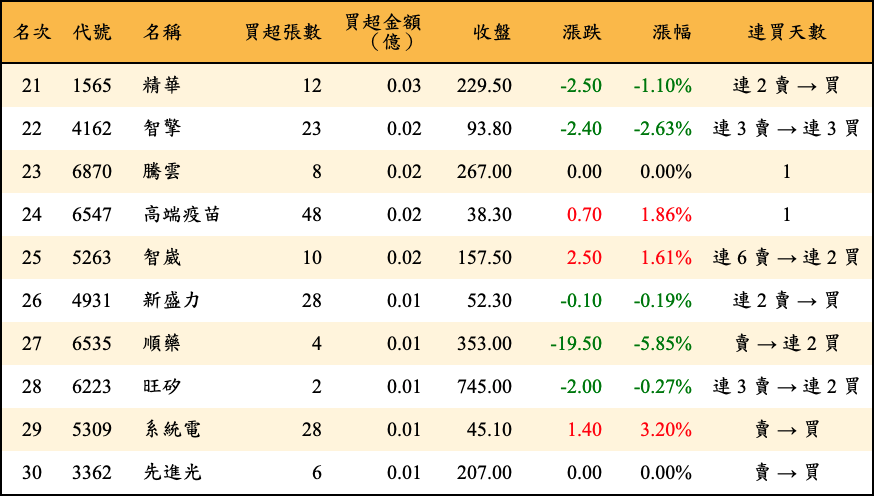 名次 代號 名稱 買超張數 買超金額（億） 收盤 漲跌 漲幅 連買天數
21 1565 精華 12 0.03 229.50 -2.50 -1.10% 連 2 賣 → 買
22 4162 智擎 23 0.02 93.80 -2.40 -2.63% 連 3 賣 → 連 3 買
23 6870 騰雲 8 0.02 267.00 0.00 0.00% 1
24 6547 高端疫苗 48 0.02 38.30 0.70 1.86% 1
25 5263 智崴 10 0.02 157.50 2.50 1.61% 連 6 賣 → 連 2 買
26 4931 新盛力 28 0.01 52.30 -0.10 -0.19% 連 2 賣 → 買
27 6535 順藥 4 0.01 353.00 -19.50 -5.85% 賣 → 連 2 買
28 6223 旺矽 2 0.01 745.00 -2.00 -0.27% 連 3 賣 → 連 2 買
29 5309 系統電 28 0.01 45.10 1.40 3.20% 賣 → 買
30 3362 先進光 6 0.01 207.00 0.00 0.00% 賣 → 買